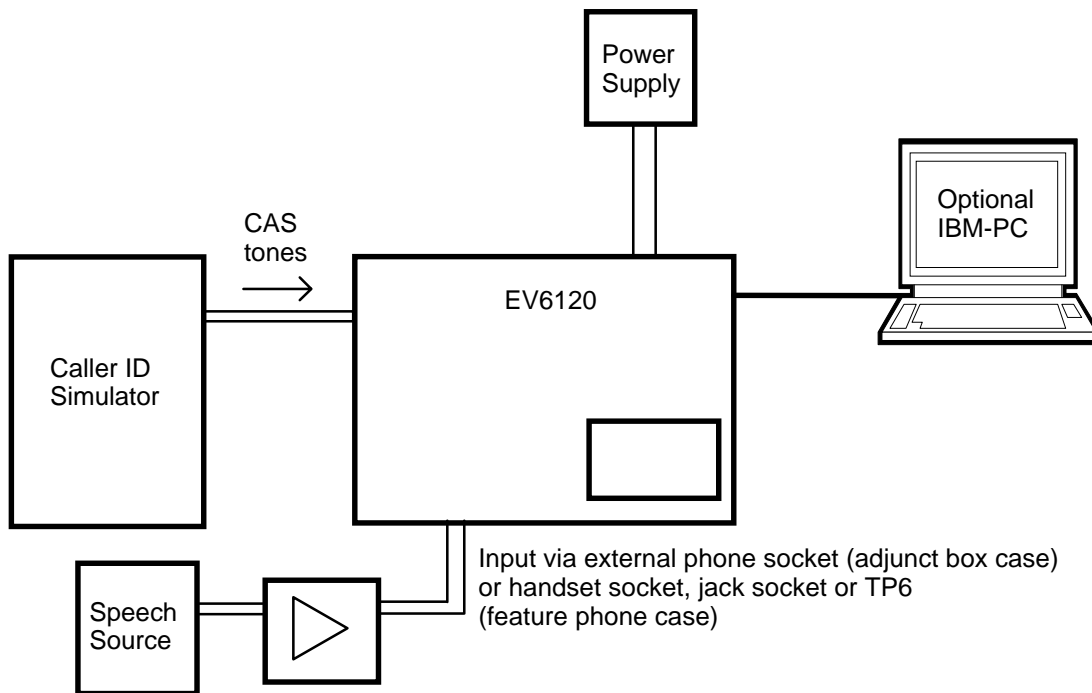 Power
Supply
Optional
IBM-PC
CAS
tones
EV6120
Caller ID
Simulator
Input via external phone socket (adjunct box case)
or handset socket, jack socket or TP6
(feature phone case)
Speech
Source